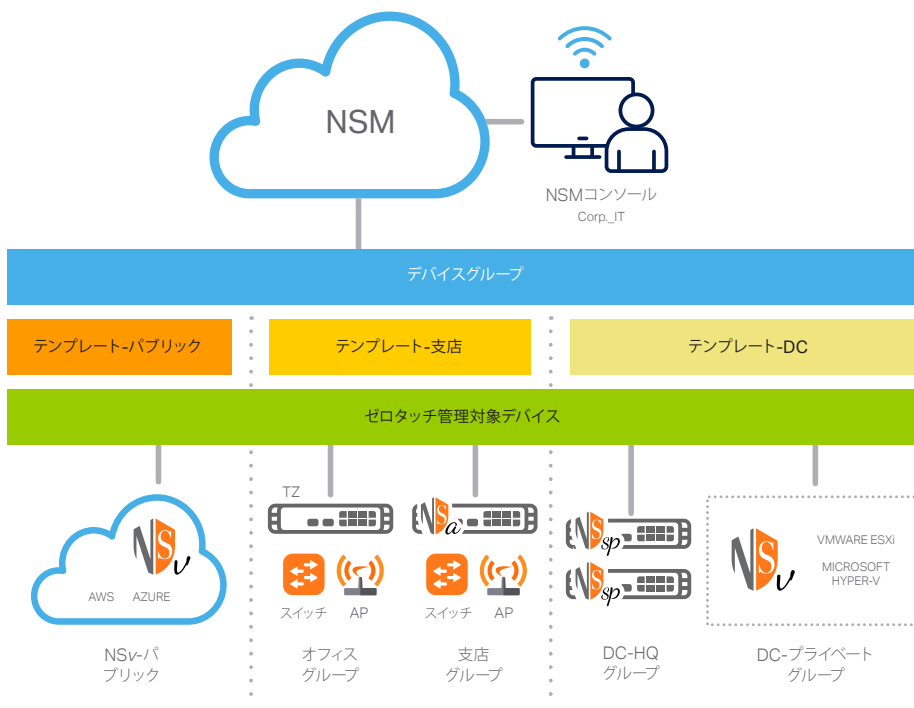 NSM
NSMコンソール
Corp._IT
デバイスグループ
テンプレート-パブリック
テンプレート-支店
テンプレート-DC
ゼロタッチ管理対象デバイス
NSv
AWS AZURE
NSv-パ
ブリック
TZ
スイッチ AP
オフィス
グループ
NSa
スイッチ AP
支店
グループ
NSsp
NSsp
DC-HQ
グループ
NSv
VMWARE ESXi
MICROSOFT
HYPER-V
DC-プライベート
グループ